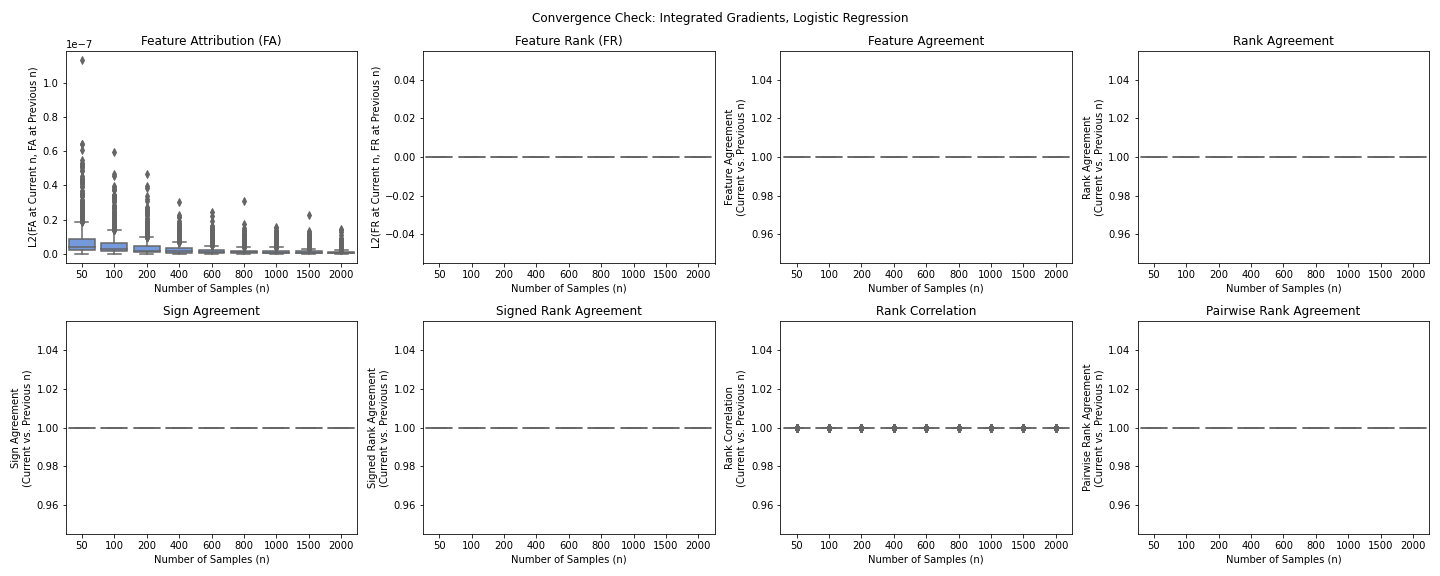 Convergence Check: Integrated Gradients, Logistic Regression
Feature Attribution (FA)
1e−7
L2(FA at Current n, FA at Previous n)
1.0
0.8
0.6
0.4
0.2
0.0
50 100 200 400 600 800 1000 1500 2000
Number of Samples (n)
Feature Rank (FR)
L2(FR at Current n, FR at Previous n)
0.04
0.02
0.00
−0.02
−0.04
50 100 200 400 600 800 1000 1500 2000
Number of Samples (n)
Feature Agreement
Feature Agreement
(Current vs. Previous n)
1.04
1.02
1.00
0.98
0.96
50 100 200 400 600 800 1000 1500 2000
Number of Samples (n)
Rank Agreement
Rank Agreement
(Current vs. Previous n)
1.04
1.02
1.00
0.98
0.96
50 100 200 400 600 800 1000 1500 2000
Number of Samples (n)
Sign Agreement
Sign Agreement
(Current vs. Previous n)
1.04
1.02
1.00
0.98
0.96
50 100 200 400 600 800 1000 1500 2000
Number of Samples (n)
Signed Rank Agreement
Signed Rank Agreement
(Current vs. Previous n)
1.04
1.02
1.00
0.98
0.96
50 100 200 400 600 800 1000 1500 2000
Number of Samples (n)
Rank Correlation
Rank Correlation
(Current vs. Previous n)
1.04
1.02
1.00
0.98
0.96
50 100 200 400 600 800 1000 1500 2000
Number of Samples (n)
Pairwise Rank Agreement
Pairwise Rank Agreement
(Current vs. Previous n)
1.04
1.02
1.00
0.98
0.96
50 100 200 400 600 800 1000 1500 2000
Number of Samples (n)